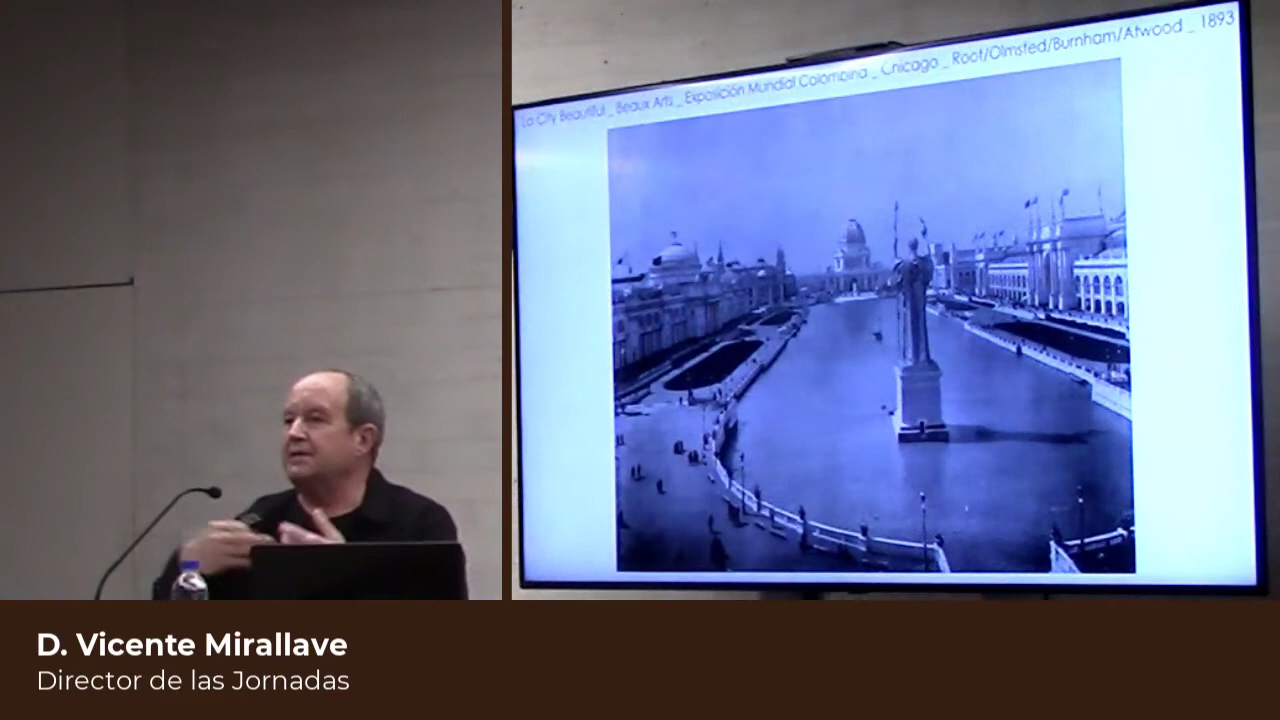 La City Beautiful _ Beaux Arts _ Exposición Mundial Colombina _ Chicago _ Root/Olmsted/Burnham/Atwood _ 1893
D. Vicente Mirallave
Director de las Jornadas